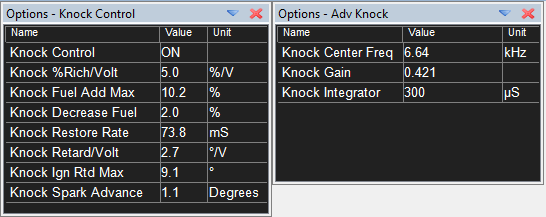 Options - Knock Control
Name Value Unit
Knock Control ON
Knock %Rich/Volt 5.0 %/V
Knock Fuel Add Max 10.2 %
Knock Decrease Fuel 2.0 %
Knock Restore Rate 73.8 mS
Knock Retard/Volt 2.7 °/V
Knock Ign Rtd Max 9.1 °
Knock Spark Advance 1.1 Degrees
Options - Adv Knock
Name Value Unit
Knock Center Freq 6.64 kHz
Knock Gain 0.421
Knock Integrator 300 µS